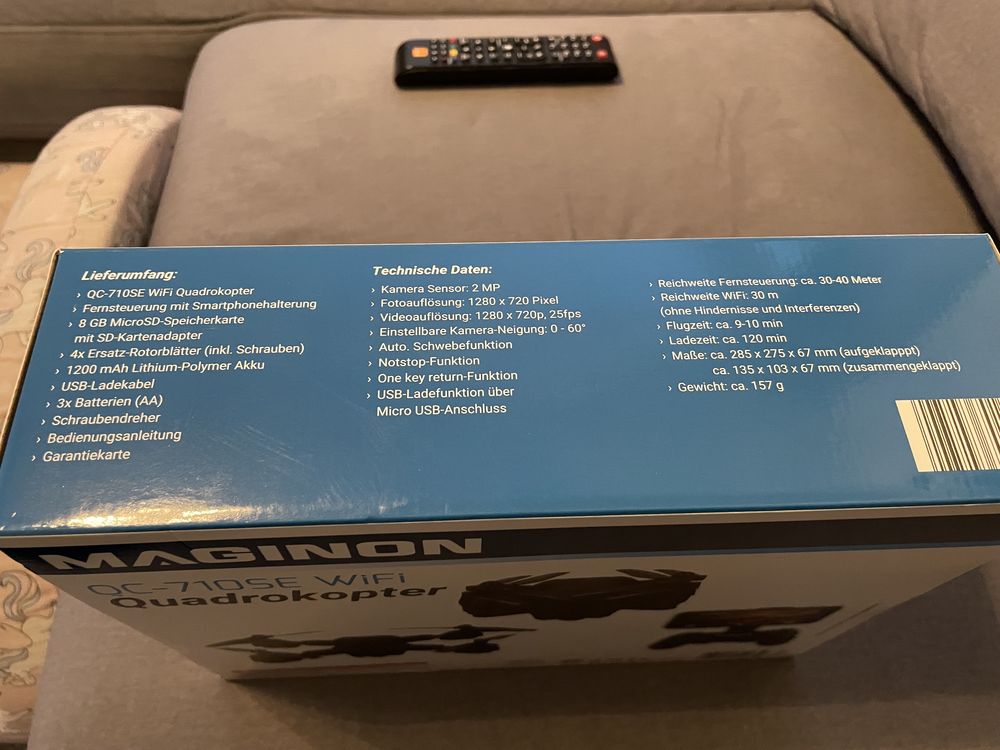 Lieferumfang:
› QC-710SE WiFi Quadrokopter
› Fernsteuerung mit Smartphonehalterung
› 8 GB MicroSD-Speicherkarte
mit SD-Kartenadapter
› 4x Ersatz-Rotorblätter (inkl. Schrauben)
› 1200 mAh Lithium-Polymer Akku
› USB-Ladekabel
› 3x Batterien (AA)
› Schraubendreher
› Bedienungsanleitung
› Garantiekarte
Technische Daten:
› Kamera Sensor: 2 MP
› Fotoauflösung: 1280 x 720 Pixel
› Videoauflösung: 1280 x 720p, 25fps
› Einstellbare Kamera-Neigung: 0 - 60°
› Auto. Schwebefunktion
› Notstop-Funktion
› One key return-Funktion
› USB-Ladefunktion über
Micro USB-Anschluss
› Reichweite Fernsteuerung: ca. 30-40 Meter
› Reichweite WiFi: 30 m
(ohne Hindernisse und Interferenzen)
› Flugzeit: ca. 9-10 min
› Ladezeit: ca. 120 min
› Maße: ca. 285 x 275 x 67 mm (aufgeklapppt)
ca. 135 x 103 x 67 mm (zusammengeklappt)
› Gewicht: ca. 157 g
MAGINON
QC-710SE WiFi
Quadrokopter